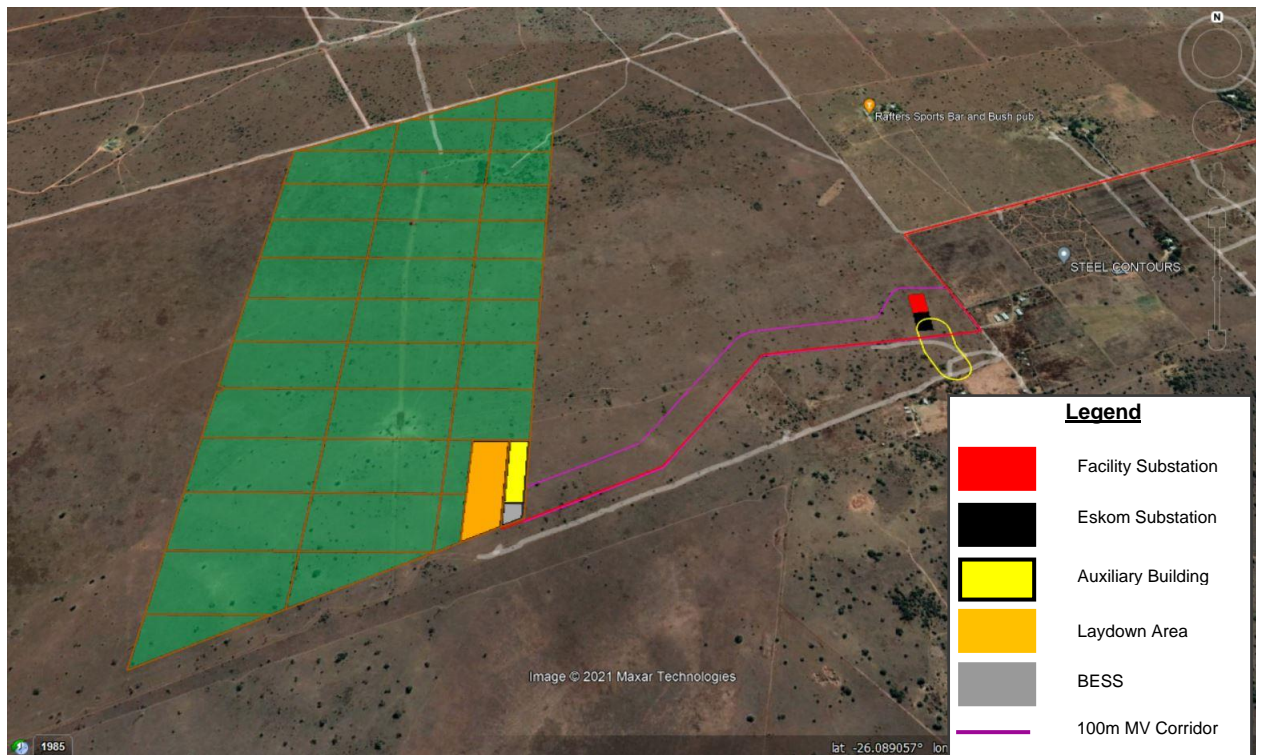 N
Rafters Sports Bar and Bush pub
STEEL CONTOURS
Legend
Facility Substation
Eskom Substation
Auxiliary Building
Laydown Area
BESS
100m MV Corridor
Image © 2021 Maxar Technologies
1985
lat -26.089057° lon